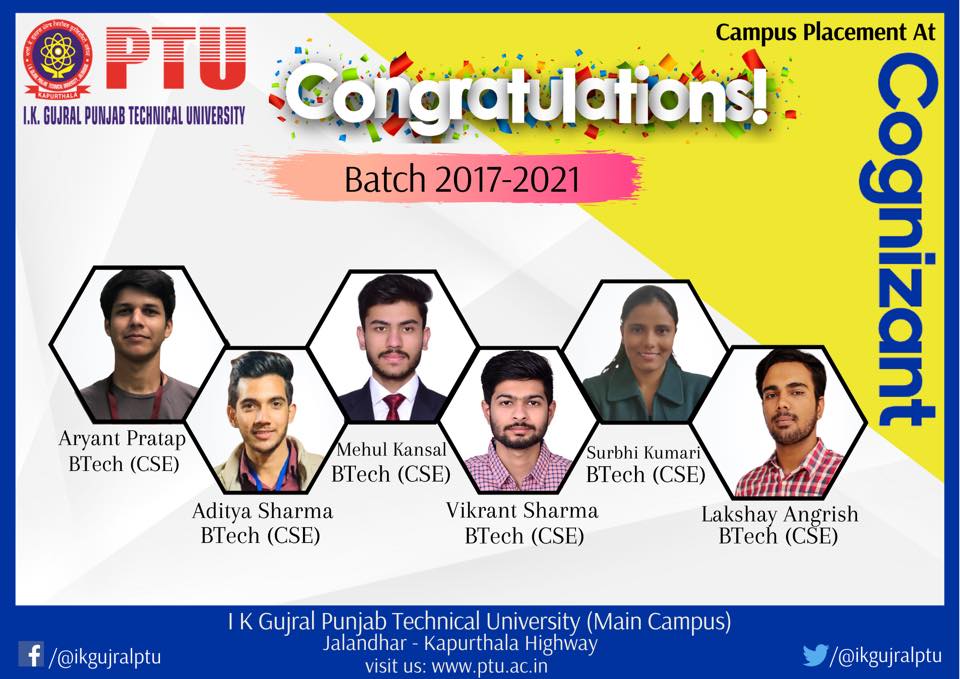 PTU
KAPURTHALA
I.K. GUJRAL PUNJAB TECHNICAL UNIVERSITY
Campus Placement At
Cognizant
Congratulations!
Batch 2017-2021
Aryant Pratap
BTech (CSE)
Aditya Sharma
BTech (CSE)
Mehul Kansal
BTech (CSE)
Vikrant Sharma
BTech (CSE)
Surbhi Kumari
BTech (CSE)
Lakshay Angrish
BTech (CSE)
I K Gujral Punjab Technical University (Main Campus)
Jalandhar - Kapurthala Highway
visit us: www.ptu.ac.in
f /@ikgujralptu
/@ikgujralptu